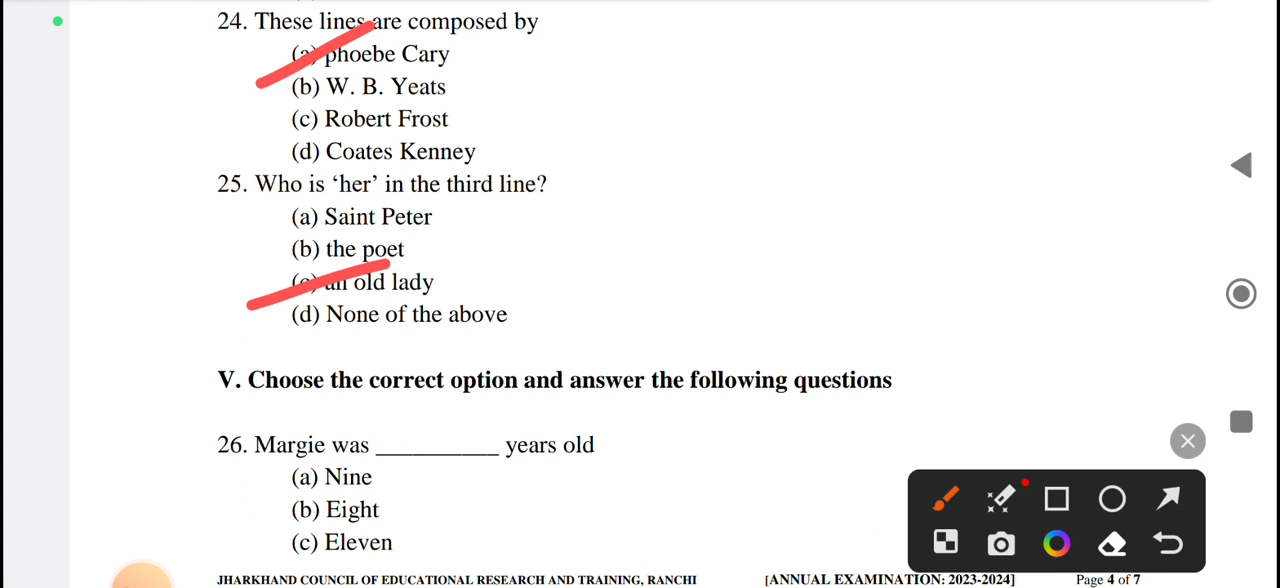 24. These lines are composed by
(a) phoebe Cary
(b) W. B. Yeats
(c) Robert Frost
(d) Coates Kenney
25. Who is ‘her’ in the third line?
(a) Saint Peter
(b) the poet
(c) an old lady
(d) None of the above
V. Choose the correct option and answer the following questions
26. Margie was __________ years old
(a) Nine
(b) Eight
(c) Eleven
JHARKHAND COUNCIL OF EDUCATIONAL RESEARCH AND TRAINING, RANCHI [ANNUAL EXAMINATION: 2023-2024] Page 4 of 7